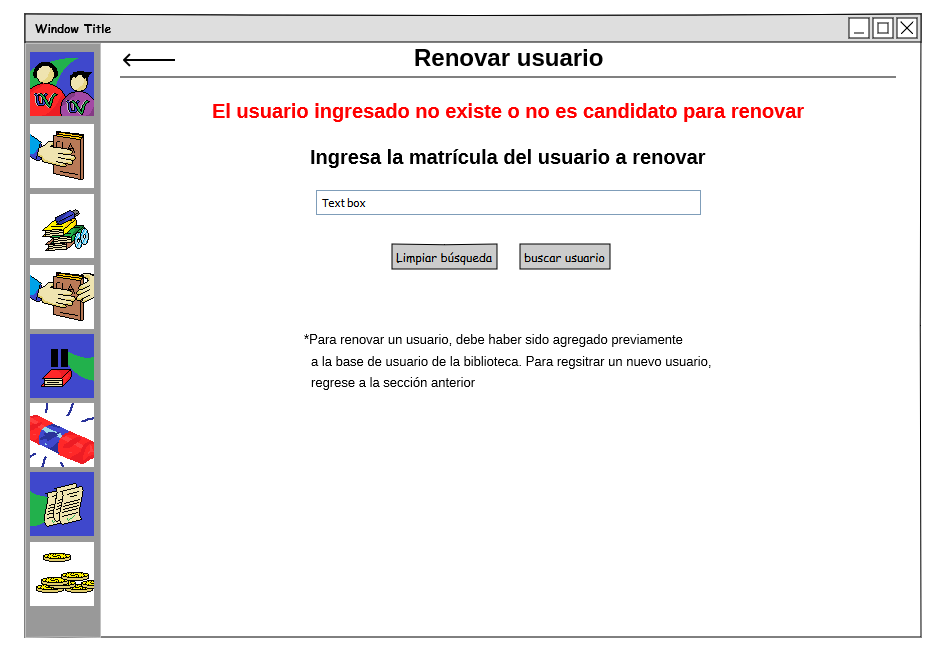 Window Title
Renovar usuario
El usuario ingresado no existe o no es candidato para renovar
Ingresa la matrícula del usuario a renovar
Text box
Limpiar búsqueda
buscar usuario
*Para renovar un usuario, debe haber sido agregado previamente
a la base de usuario de la biblioteca. Para regsitrar un nuevo usuario,
regrese a la sección anterior